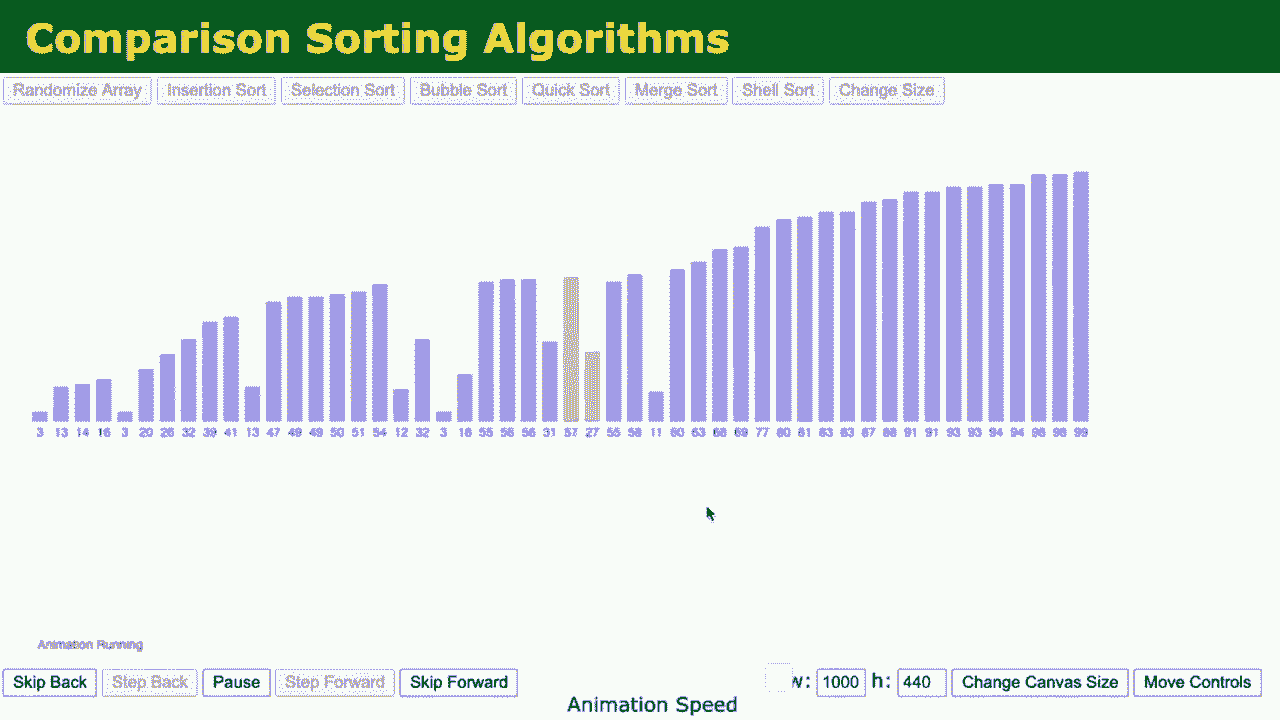 Comparison Sorting Algorithms
Randomize Array Insertion Sort Selection Sort Bubble Sort Quick Sort Merge Sort Shell Sort Change Size
3 13 14 16 3 20 26 32 39 41 13 47 49 49 50 51 54 12 32 3 18 55 56 56 31 57 27 55 58 11 60 63 68 69 77 80 81 83 83 87 88 91 91 93 93 94 94 98 98 99
Animation Running
Skip Back Step Back Pause Step Forward Skip Forward w: 1000 h: 440 Change Canvas Size Move Controls
Animation Speed